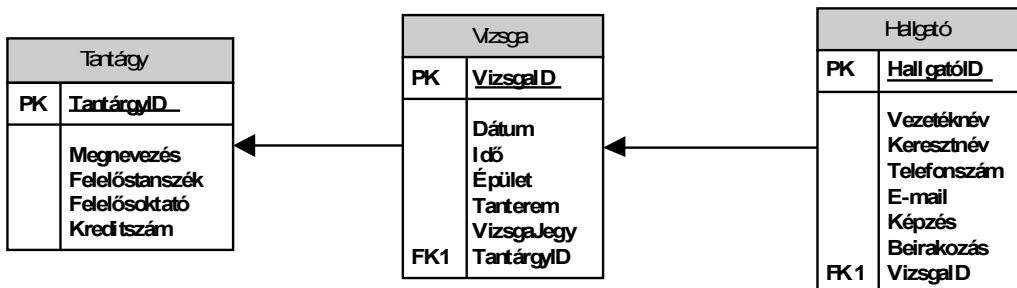 Tantárgy
PK TantárgyID
Megnevezés
Felelőstanszék
Felelősoktató
Kreditszám
Vizsga
PK VizsgaID
Dátum
Idő
Épület
Tanterem
VizsgaJegy
FK1 TantárgyID
Hallgató
PK HallgatóID
Vezetéknév
Keresztnév
Telefonszám
E-mail
Képzés
Beirakozás
FK1 VizsgaID